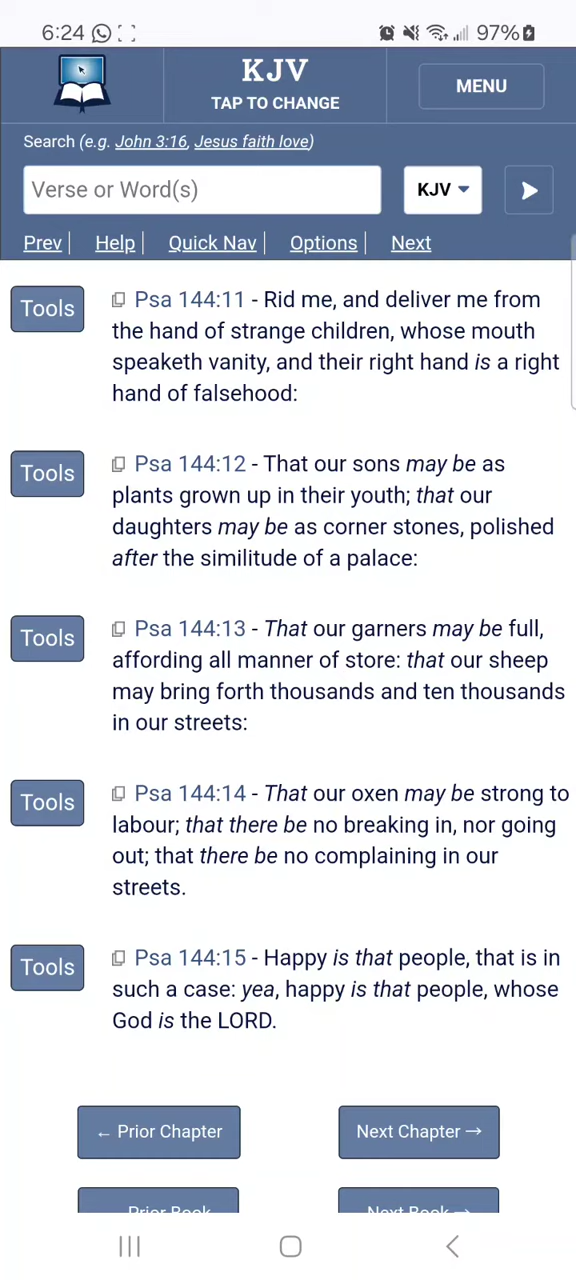 6:24 97%
KJV
TAP TO CHANGE
MENU
Search (e.g. John 3:16, Jesus faith love)
Verse or Word(s)
KJV
Prev| Help| Quick Nav| Options| Next
Tools
Psa 144:11 - Rid me, and deliver me from
the hand of strange children, whose mouth
speaketh vanity, and their right hand is a right
hand of falsehood:
Tools
Psa 144:12 - That our sons may be as
plants grown up in their youth; that our
daughters may be as corner stones, polished
after the similitude of a palace:
Tools
Psa 144:13 - That our garners may be full,
affording all manner of store: that our sheep
may bring forth thousands and ten thousands
in our streets:
Tools
Psa 144:14 - That our oxen may be strong to
labour; that there be no breaking in, nor going
out; that there be no complaining in our
streets.
Tools
Psa 144:15 - Happy is that people, that is in
such a case: yea, happy is that people, whose
God is the LORD.
← Prior Chapter Next Chapter →
Prior Book Next Book →